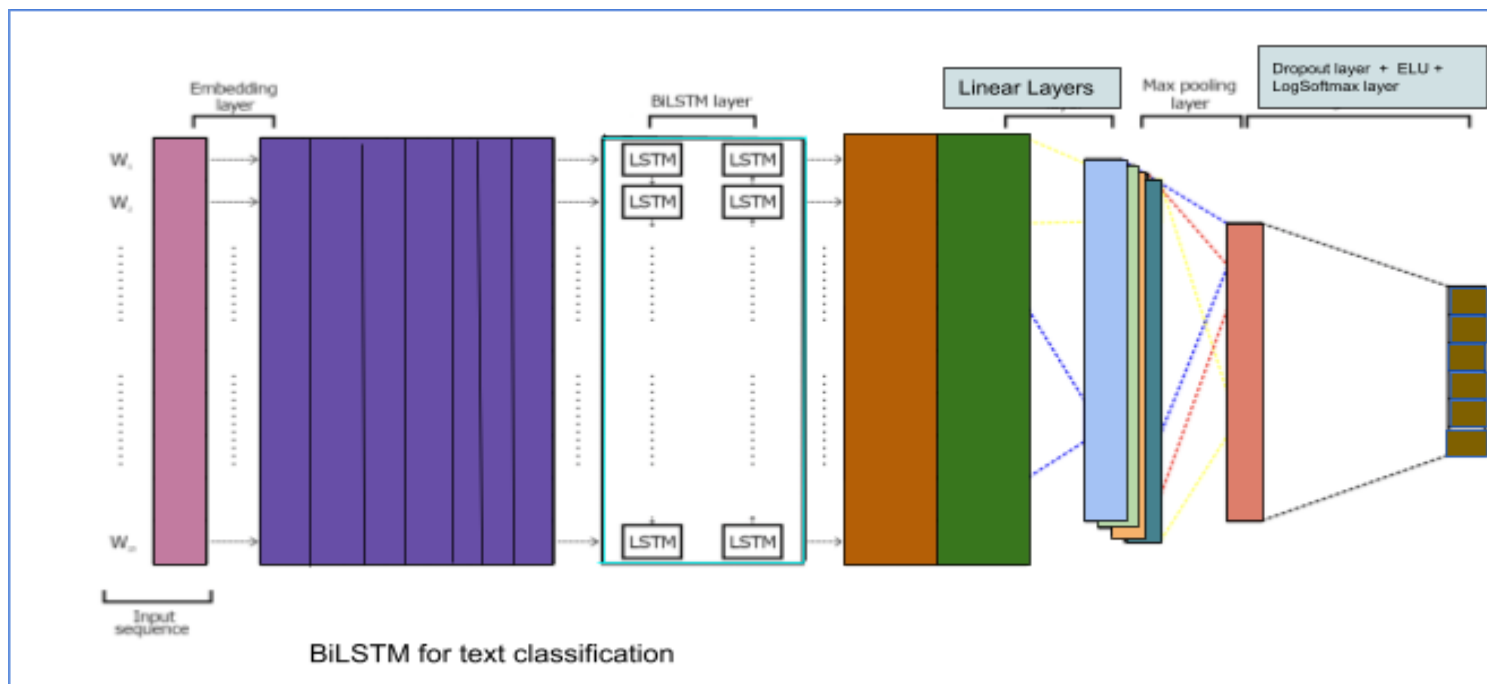 Embedding
layer
BiLSTM layer
Linear Layers
Max pooling
layer
Dropout layer + ELU +
LogSoftmax layer
W
LSTM LSTM
W
LSTM LSTM
W
LSTM LSTM
Input
sequence
BiLSTM for text classification